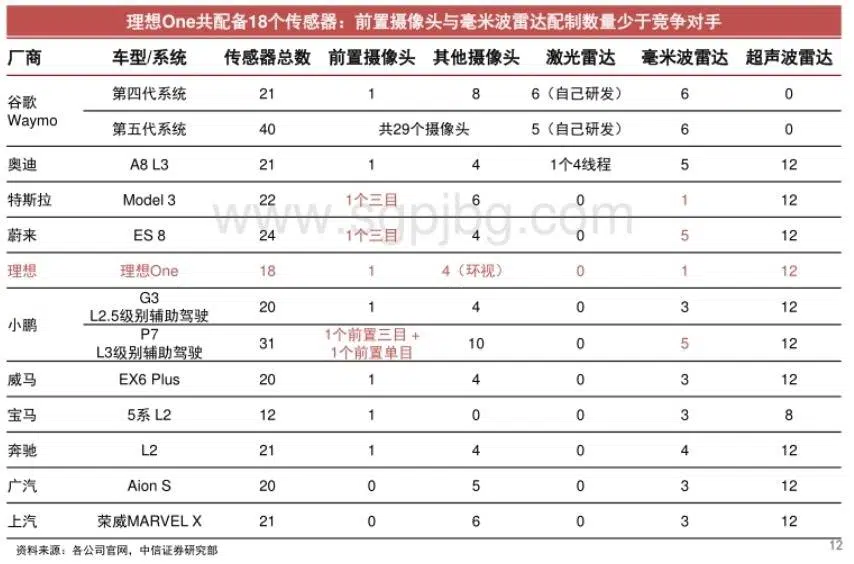 理想One共配备18个传感器：前置摄像头与毫米波雷达配制数量少于竞争对手
厂商 车型/系统 传感器总数 前置摄像头 其他摄像头 激光雷达 毫米波雷达 超声波雷达
谷歌 Waymo 第四代系统 21 1 8 6（自己研发） 6 0
第五代系统 40 共29个摄像头 5（自己研发） 6 0
奥迪 A8 L3 21 1 4 1个4线程 5 12
特斯拉 Model 3 22 1个三目 6 0 1 12
蔚来 ES 8 24 1个三目 4 0 5 12
理想 理想One 18 1 4（环视） 0 1 12
小鹏 G3 L2.5级别辅助驾驶 20 1 4 0 3 12
P7 L3级别辅助驾驶 31 1个前置三目 + 1个前置单目 10 0 5 12
威马 EX6 Plus 20 1 4 0 3 12
宝马 5系 L2 12 1 0 0 3 8
奔驰 L2 21 1 4 0 4 12
广汽 Aion S 20 0 5 0 3 12
上汽 荣威MARVEL X 21 0 6 0 3 12
资料来源：各公司官网，中信证券研究部
12
www.sgpjbg.com